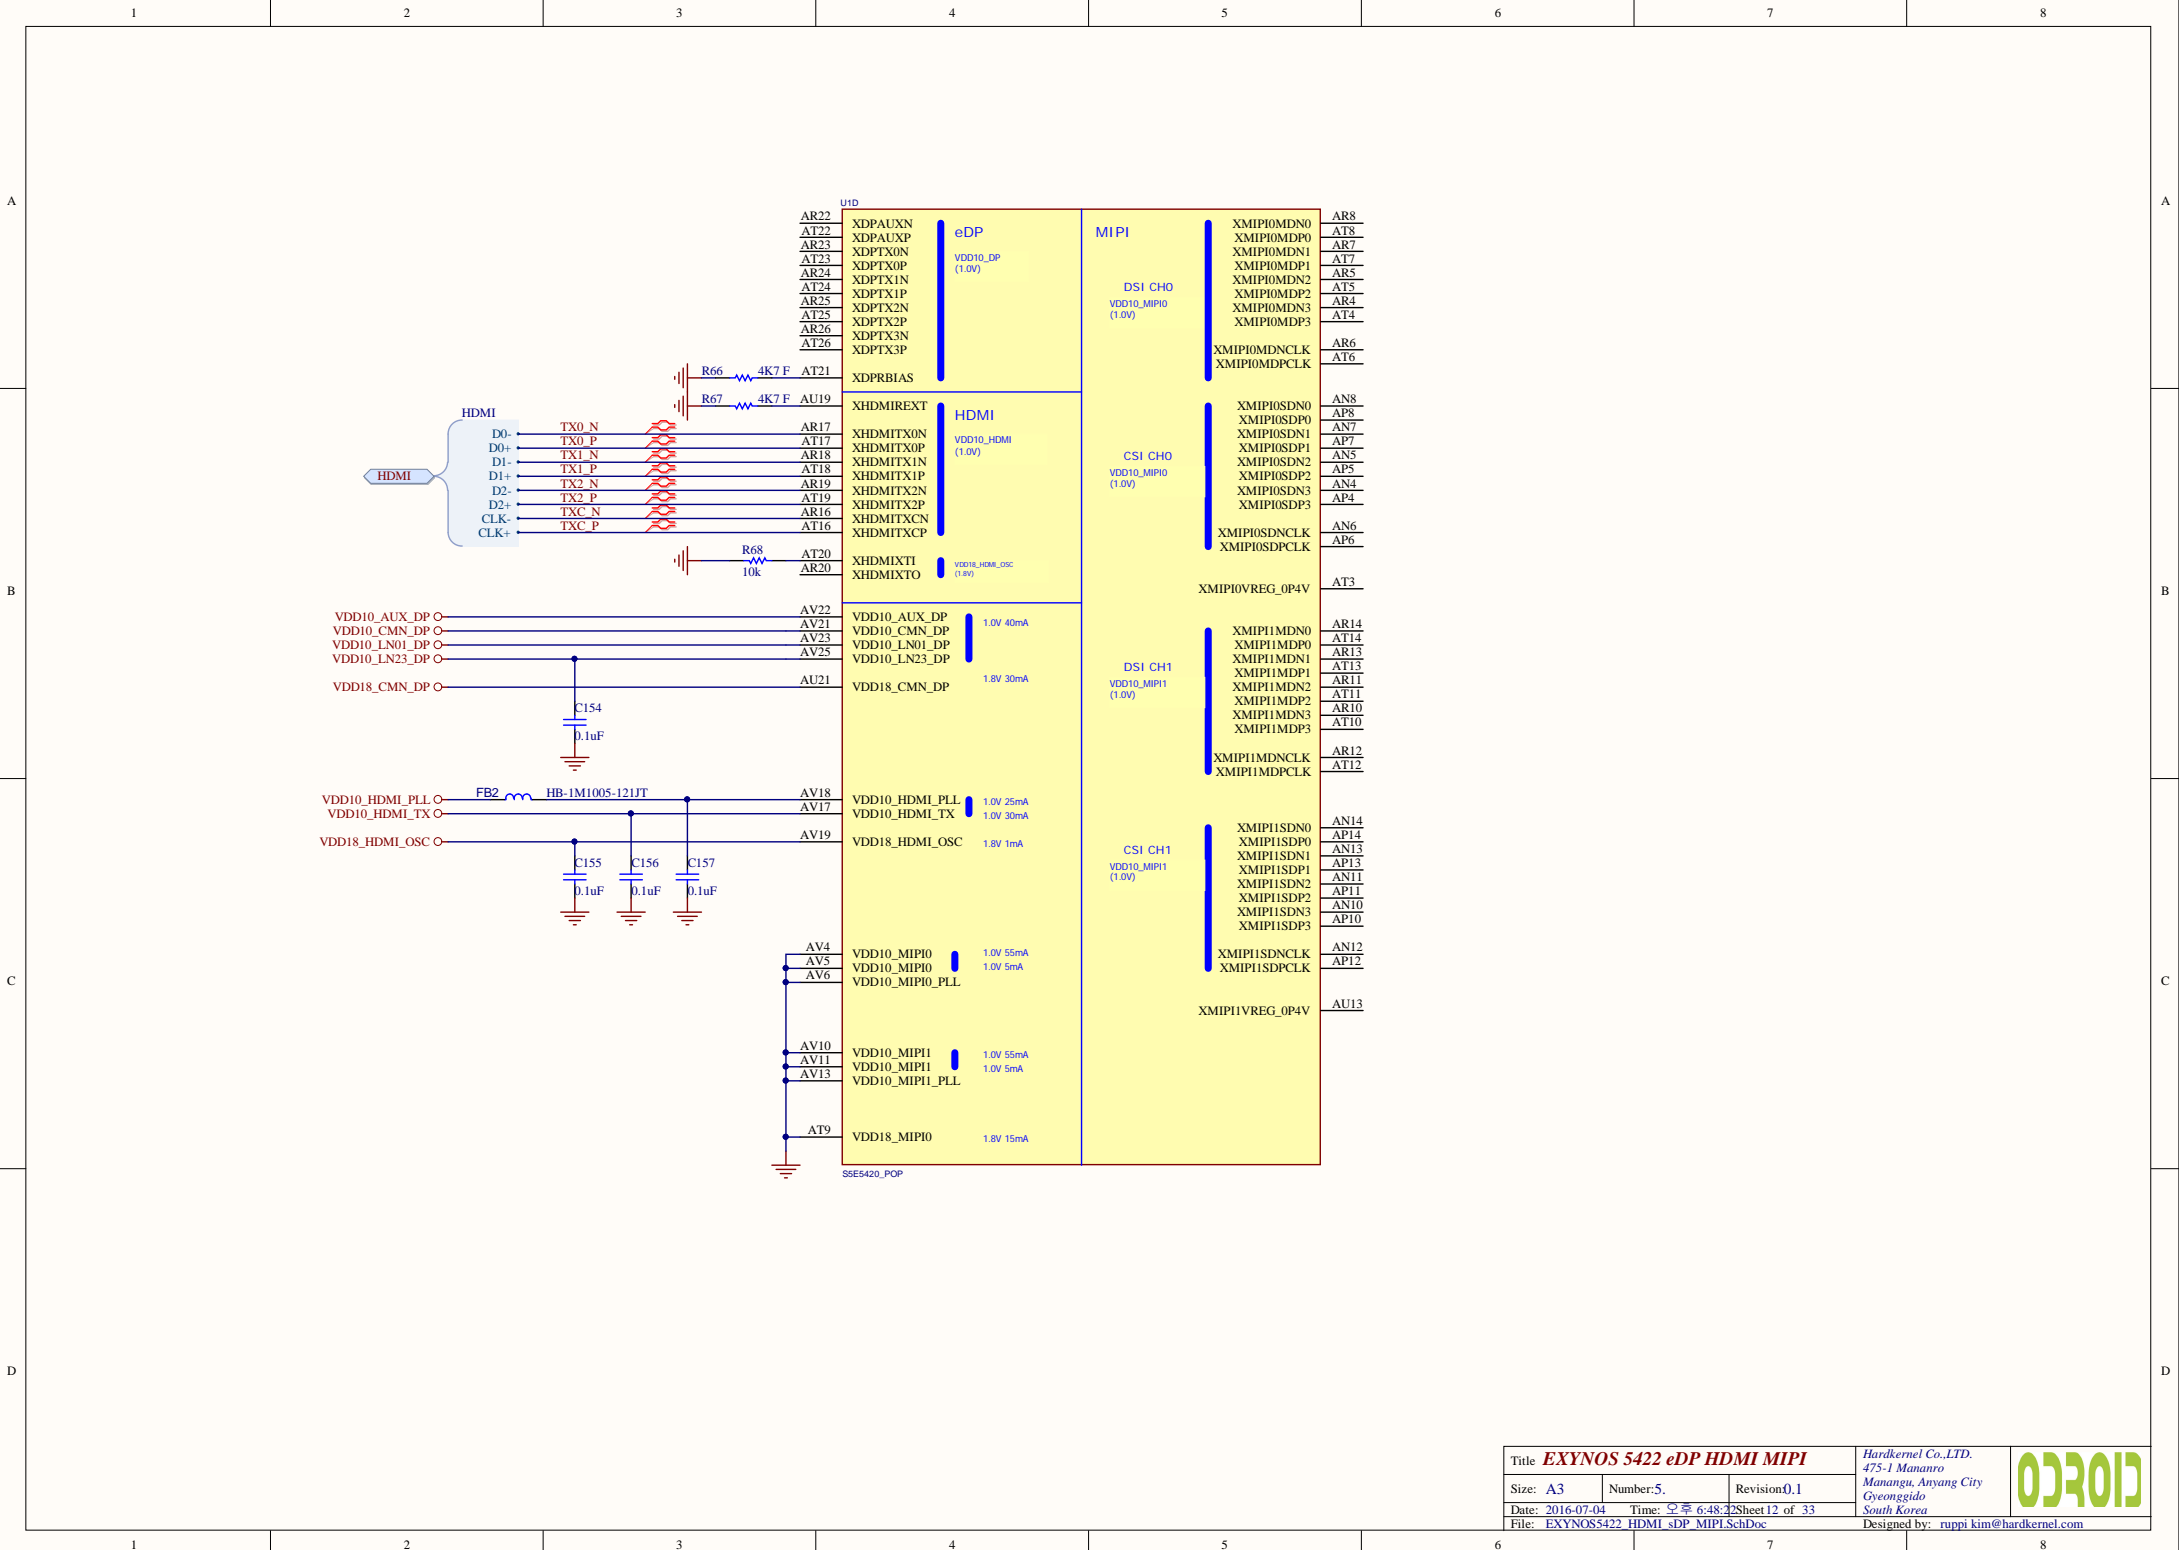 1 2 3 4 5 6 7 8
A A
B B
C C
D D
U1D
AR22 XDPAUXN
AT22 XDPAUXP
AR23 XDPTX0N
AT23 XDPTX0P
AR24 XDPTX1N
AT24 XDPTX1P
AR25 XDPTX2N
AT25 XDPTX2P
AR26 XDPTX3N
AT26 XDPTX3P
R66 4K7 F AT21 XDPRBIAS
eDP
VDD10_DP
(1.0V)
R67 4K7 F AU19 XHDMIREXT
HDMI
HDMI
D0- TX0_N AR17 XHDMITX0N
D0+ TX0_P AT17 XHDMITX0P
D1- TX1_N AR18 XHDMITX1N
D1+ TX1_P AT18 XHDMITX1P
D2- TX2_N AR19 XHDMITX2N
D2+ TX2_P AT19 XHDMITX2P
CLK- TXC_N AR16 XHDMITXCN
CLK+ TXC_P AT16 XHDMITXCP
HDMI
VDD10_HDMI
(1.0V)
R68
10k
AT20 XHDMIXTI
AR20 XHDMIXTO
VDD18_HDMI_OSC
(1.8V)
VDD10_AUX_DP AV22 VDD10_AUX_DP
VDD10_CMN_DP AV21 VDD10_CMN_DP
VDD10_LN01_DP AV23 VDD10_LN01_DP
VDD10_LN23_DP AV25 VDD10_LN23_DP
1.0V 40mA
VDD18_CMN_DP AU21 VDD18_CMN_DP 1.8V 30mA
C154
0.1uF
VDD10_HDMI_PLL FB2 HB-1M1005-121JT AV18 VDD10_HDMI_PLL 1.0V 25mA
VDD10_HDMI_TX AV17 VDD10_HDMI_TX 1.0V 30mA
VDD18_HDMI_OSC AV19 VDD18_HDMI_OSC 1.8V 1mA
C155 C156 C157
0.1uF 0.1uF 0.1uF
AV4 VDD10_MIPI0 1.0V 55mA
AV5 VDD10_MIPI0 1.0V 5mA
AV6 VDD10_MIPI0_PLL
AV10 VDD10_MIPI1 1.0V 55mA
AV11 VDD10_MIPI1 1.0V 5mA
AV13 VDD10_MIPI1_PLL
AT9 VDD18_MIPI0 1.8V 15mA
S5E5420_POP
MIPI
DSI CH0
VDD10_MIPI0
(1.0V)
XMIPI0MDN0 AR8
XMIPI0MDP0 AT8
XMIPI0MDN1 AR7
XMIPI0MDP1 AT7
XMIPI0MDN2 AR5
XMIPI0MDP2 AT5
XMIPI0MDN3 AR4
XMIPI0MDP3 AT4
XMIPI0MDNCLK AR6
XMIPI0MDPCLK AT6
CSI CH0
VDD10_MIPI0
(1.0V)
XMIPI0SDN0 AN8
XMIPI0SDP0 AP8
XMIPI0SDN1 AN7
XMIPI0SDP1 AP7
XMIPI0SDN2 AN5
XMIPI0SDP2 AP5
XMIPI0SDN3 AN4
XMIPI0SDP3 AP4
XMIPI0SDNCLK AN6
XMIPI0SDPCLK AP6
XMIPI0VREG_0P4V AT3
DSI CH1
VDD10_MIPI1
(1.0V)
XMIPI1MDN0 AR14
XMIPI1MDP0 AT14
XMIPI1MDN1 AR13
XMIPI1MDP1 AT13
XMIPI1MDN2 AR11
XMIPI1MDP2 AT11
XMIPI1MDN3 AR10
XMIPI1MDP3 AT10
XMIPI1MDNCLK AR12
XMIPI1MDPCLK AT12
CSI CH1
VDD10_MIPI1
(1.0V)
XMIPI1SDN0 AN14
XMIPI1SDP0 AP14
XMIPI1SDN1 AN13
XMIPI1SDP1 AP13
XMIPI1SDN2 AN11
XMIPI1SDP2 AP11
XMIPI1SDN3 AN10
XMIPI1SDP3 AP10
XMIPI1SDNCLK AN12
XMIPI1SDPCLK AP12
XMIPI1VREG_0P4V AU13
Title EXYNOS 5422 eDP HDMI MIPI
Size: A3 Number:5. Revision:0.1
Date: 2016-07-04 Time: 오후 6:48:22 Sheet 12 of 33
File: EXYNOS5422_HDMI_sDP_MIPI.SchDoc
Hardkernel Co.,LTD.
475-1 Mananro
Manangu, Anyang City
Gyeonggido
South Korea
Designed by: ruppi kim@hardkernel.com
ODROID
1 2 3 4 5 6 7 8